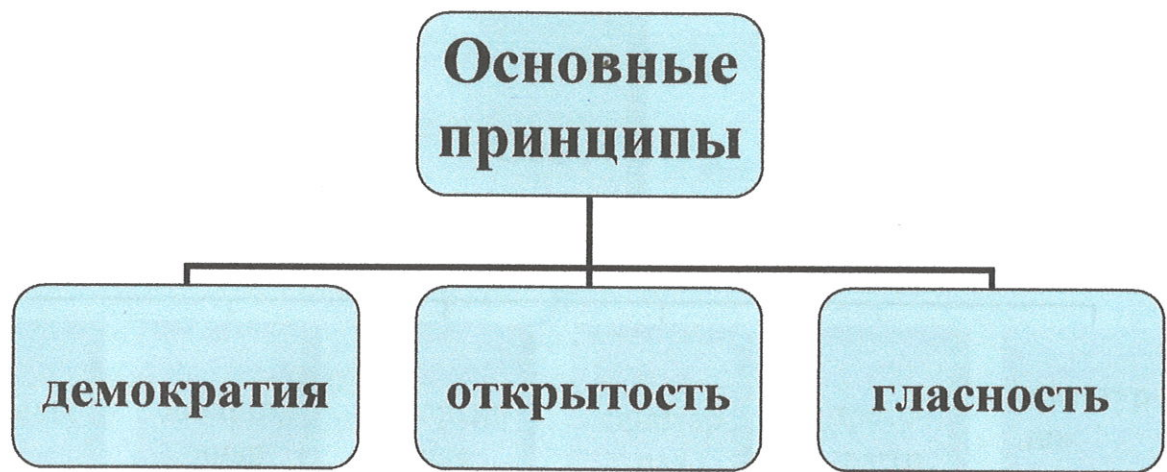 Основные
принципы
демократия
открытость
гласность